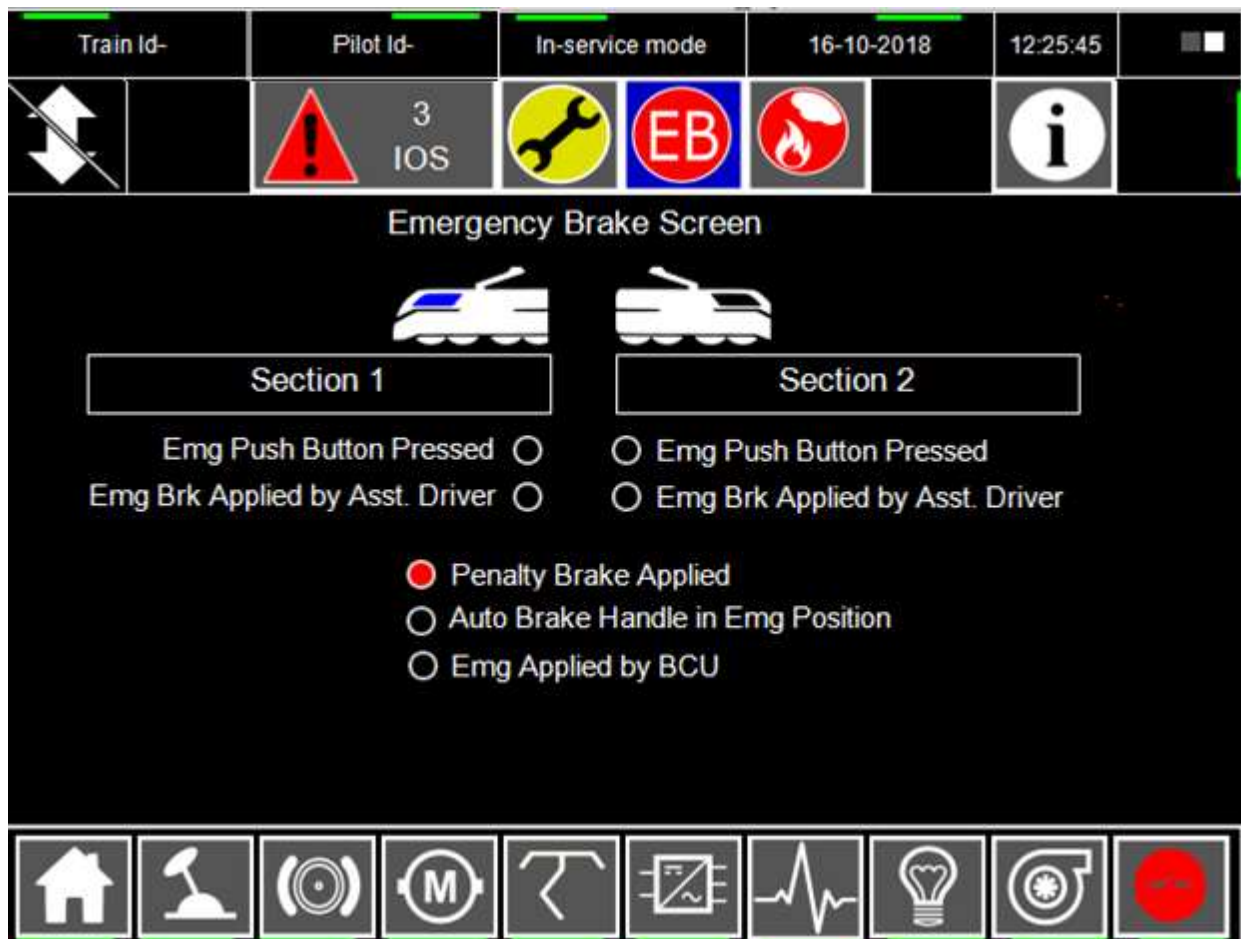 Train Id-
Pilot Id-
In-service mode
16-10-2018
12:25:45
3
IOS
EB
i
Emergency Brake Screen
Section 1
Section 2
Emg Push Button Pressed
Emg Push Button Pressed
Emg Brk Applied by Asst. Driver
Emg Brk Applied by Asst. Driver
Penalty Brake Applied
Auto Brake Handle in Emg Position
Emg Applied by BCU
M